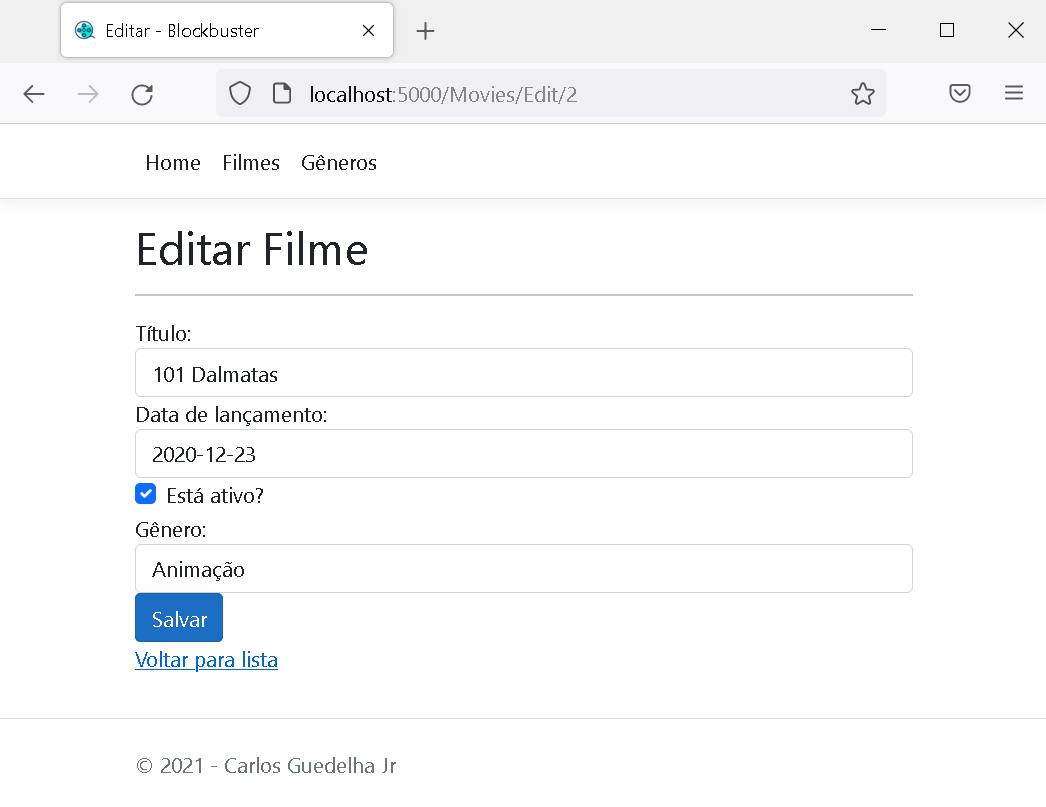 Editar - Blockbuster
localhost:5000/Movies/Edit/2
Home Filmes Gêneros
Editar Filme
Título:
101 Dalmatas
Data de lançamento:
2020-12-23
Está ativo?
Gênero:
Animação
Salvar
Voltar para lista
© 2021 - Carlos Guedelha Jr